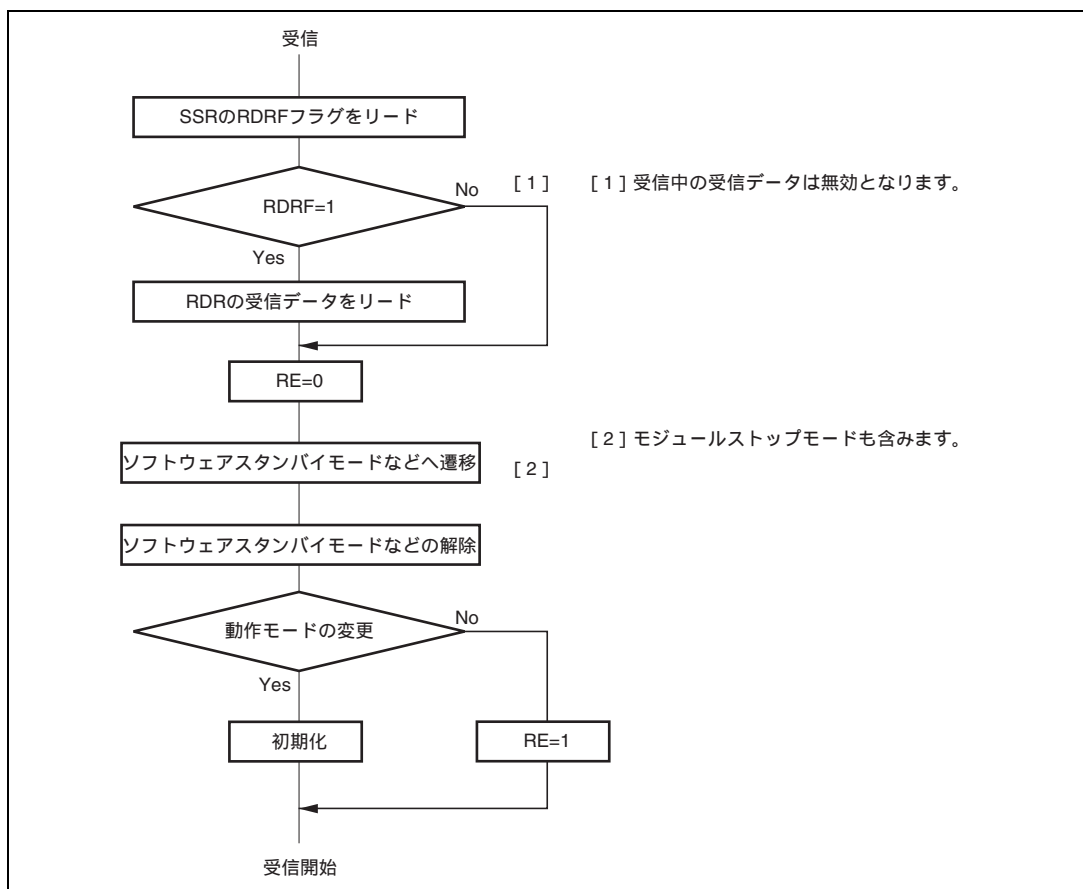 受信
SSRのRDRFフラグをリード
RDRF=1
No
[ 1 ]
[ 1 ] 受信中の受信データは無効となります。
Yes
RDRの受信データをリード
RE=0
[ 2 ] モジュールストップモードも含みます。
ソフトウェアスタンバイモードなどへ遷移
[ 2 ]
ソフトウェアスタンバイモードなどの解除
動作モードの変更
No
Yes
初期化
RE=1
受信開始